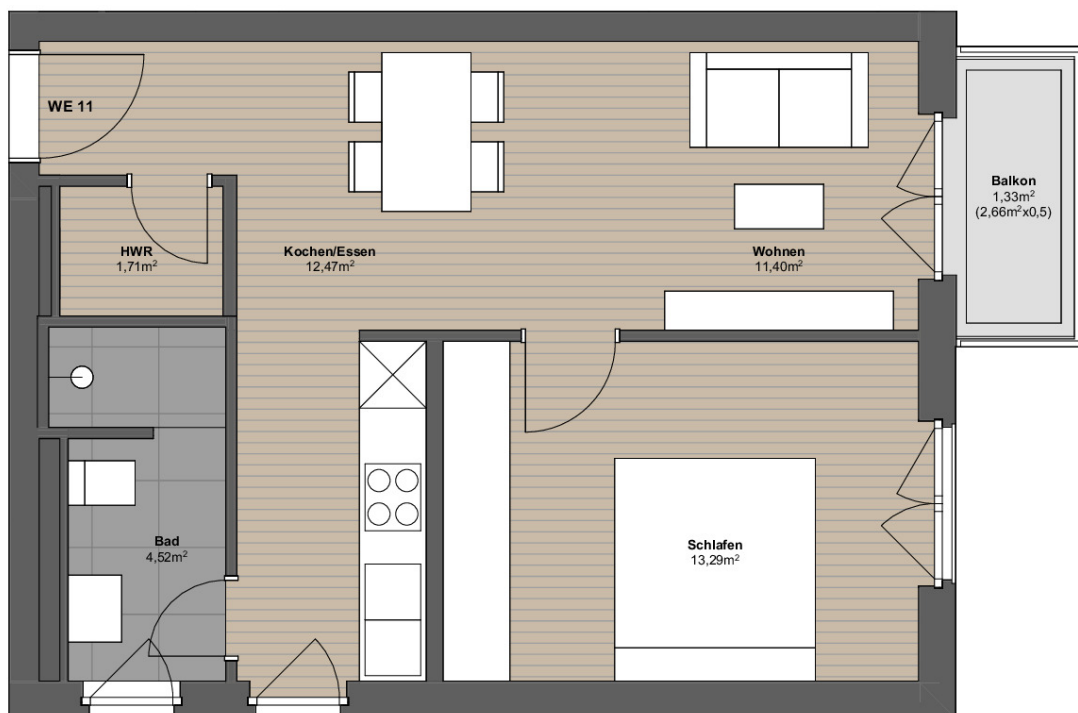 WE 11
Balkon
1,33m²
(2,66m²x0,5)
HWR
1,71m²
Kochen/Essen
12,47m²
Wohnen
11,40m²
Bad
4,52m²
Schlafen
13,29m²